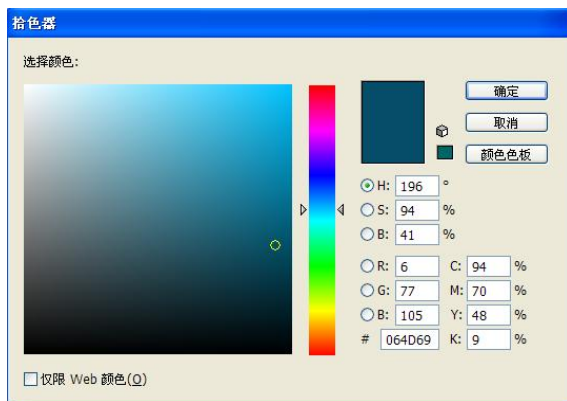 拾色器
选择颜色:
确定
取消
颜色色板
H: 196 °
S: 94 %
B: 41 %
R: 6 C: 94 %
G: 77 M: 70 %
B: 105 Y: 48 %
# 064D69 K: 9 %
仅限 Web 颜色(O)